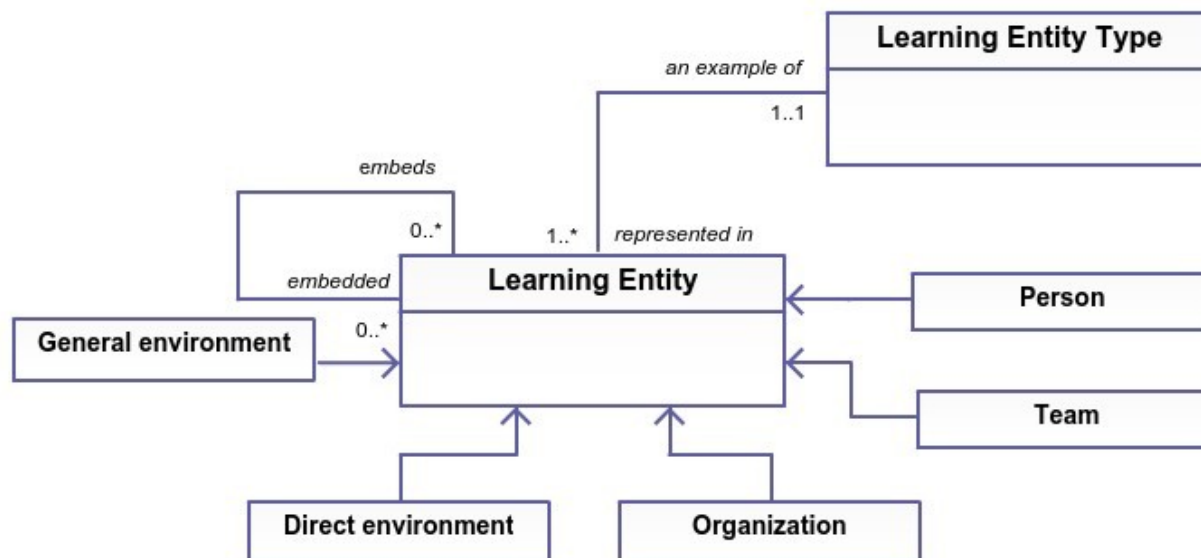 Learning Entity Type
an example of
1..1
embeds
0..*
1..*
represented in
embedded
Learning Entity
0..*
General environment
Person
Team
Direct environment
Organization